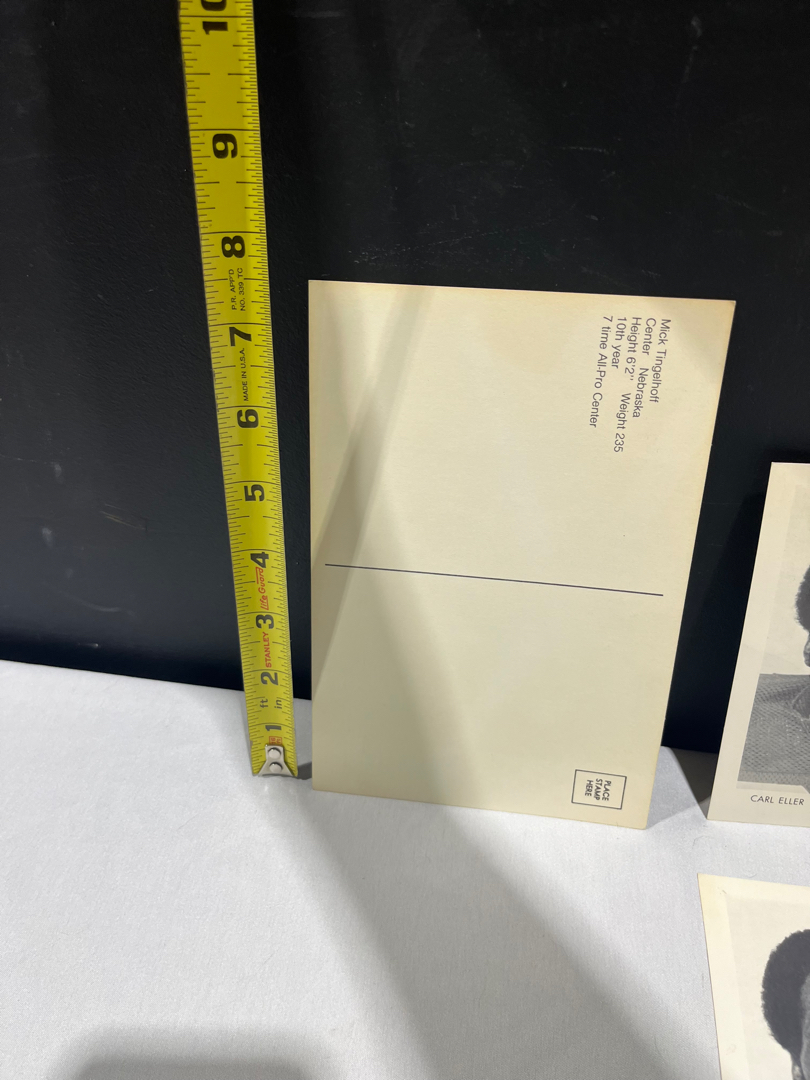 10
9
8
P.R. APP'D
NO. 339 TC
7
MADE IN U.S.A.
6
5
4
Life Guard
3
STANLEY
2
ft in
1
Mick Tingelhoff
Center Nebraska
Height 6'2" Weight 235
10th year
7 time All-Pro Center
PLACE
STAMP
HERE
CARL ELLER